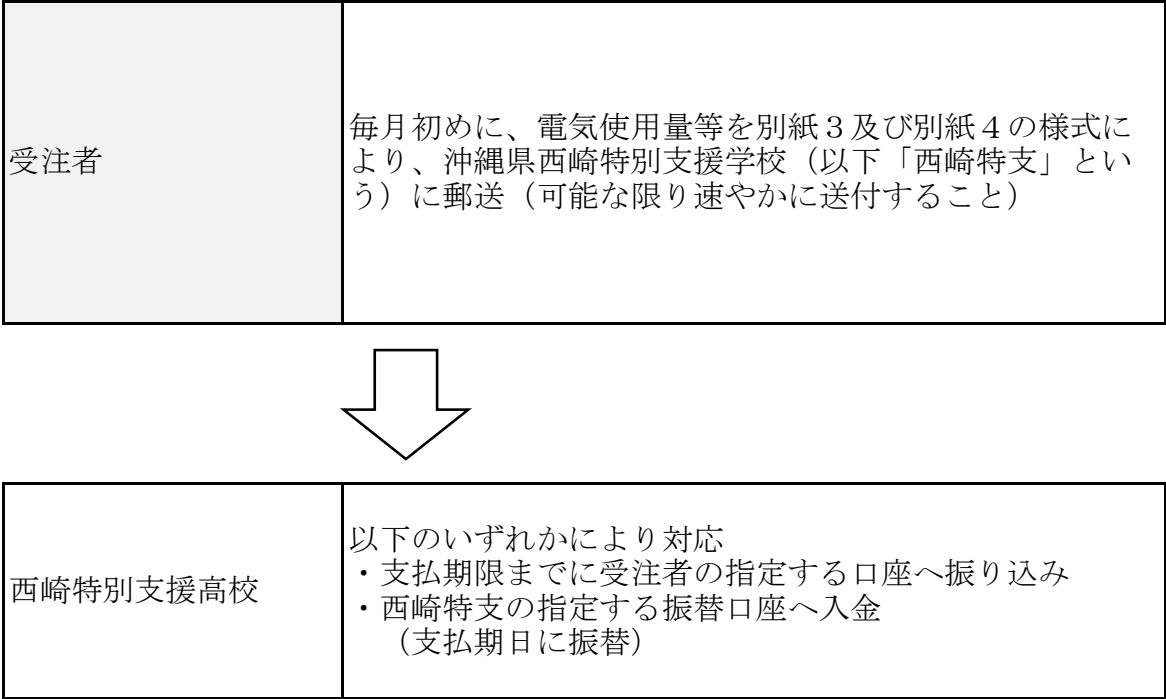 受注者
毎月初めに、電気使用量等を別紙３及び別紙４の様式に
より、沖縄県西崎特別支援学校（以下「西崎特支」とい
う）に郵送（可能な限り速やかに送付すること）
西崎特別支援高校
以下のいずれかにより対応
・支払期限までに受注者の指定する口座へ振り込み
・西崎特支の指定する振替口座へ入金
（支払期日に振替）